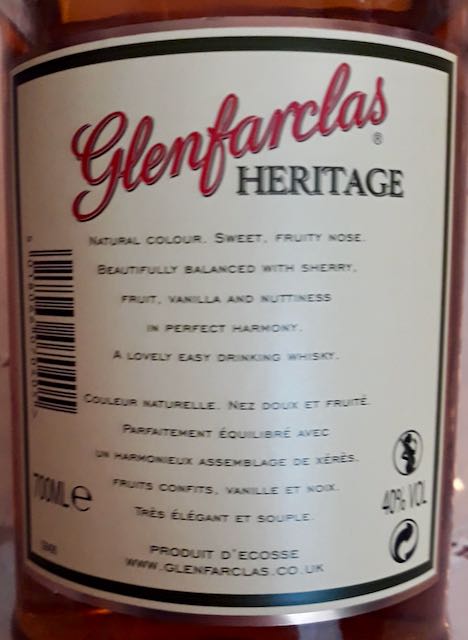 Glenfarclas®
HERITAGE
NATURAL COLOUR. SWEET, FRUITY NOSE.
BEAUTIFULLY BALANCED WITH SHERRY,
FRUIT, VANILLA AND NUTTINESS
IN PERFECT HARMONY.
A LOVELY EASY DRINKING WHISKY.
COULEUR NATURELLE. NEZ DOUX ET FRUITÉ.
PARFAITEMENT ÉQUILIBRÉ AVEC
UN HARMONIEUX ASSEMBLAGE DE XÉRÈS.
FRUITS CONFITS, VANILLE ET NOIX.
TRÈS ÉLÉGANT ET SOUPLE.
PRODUIT D'ECOSSE
WWW.GLENFARCLAS.CO.UK
700ML e
40% VOL